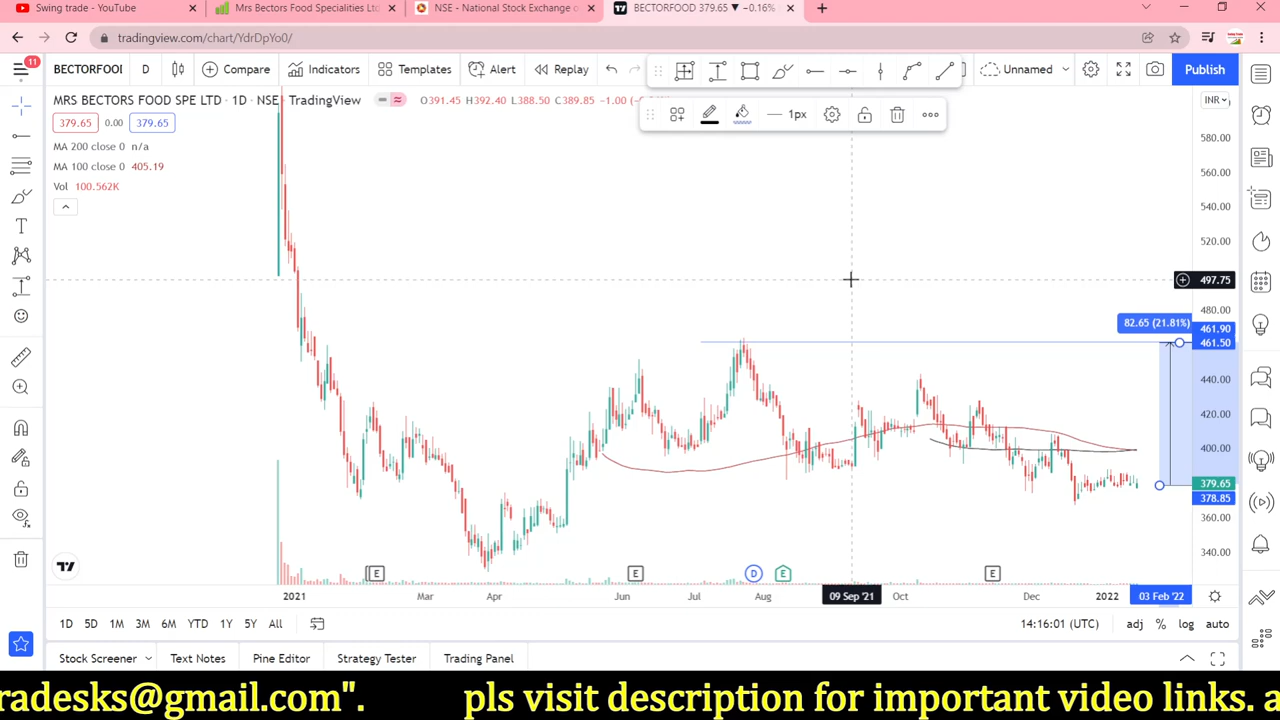 Swing trade - YouTube
Mrs Bectors Food Specialities Ltd
NSE - National Stock Exchange o
BECTORFOOD 379.65 ▼ −0.16%
tradingview.com/chart/YdrDpYo0/
11
BECTORFOOI
D
Compare
Indicators
Templates
Alert
Replay
Unnamed
Publish
MRS BECTORS FOOD SPE LTD · 1D · NSE · TradingView
O391.45 H392.40 L388.50 C389.85 −1.00
INR
1px
379.65
0.00
379.65
MA 200 close 0 n/a
MA 100 close 0 405.19
Vol 100.562K
580.00
560.00
540.00
520.00
497.75
480.00
82.65 (21.81%)
461.90
461.50
440.00
420.00
400.00
379.65
378.85
360.00
340.00
E
E
D
E
E
2021
Mar
Apr
Jun
Jul
Aug
09 Sep '21
Oct
Dec
2022
03 Feb '22
1D
5D
1M
3M
6M
YTD
1Y
5Y
All
14:16:01 (UTC)
adj
%
log
auto
Stock Screener
Text Notes
Pine Editor
Strategy Tester
Trading Panel
radesks@gmail.com". pls visit description for important video links. a